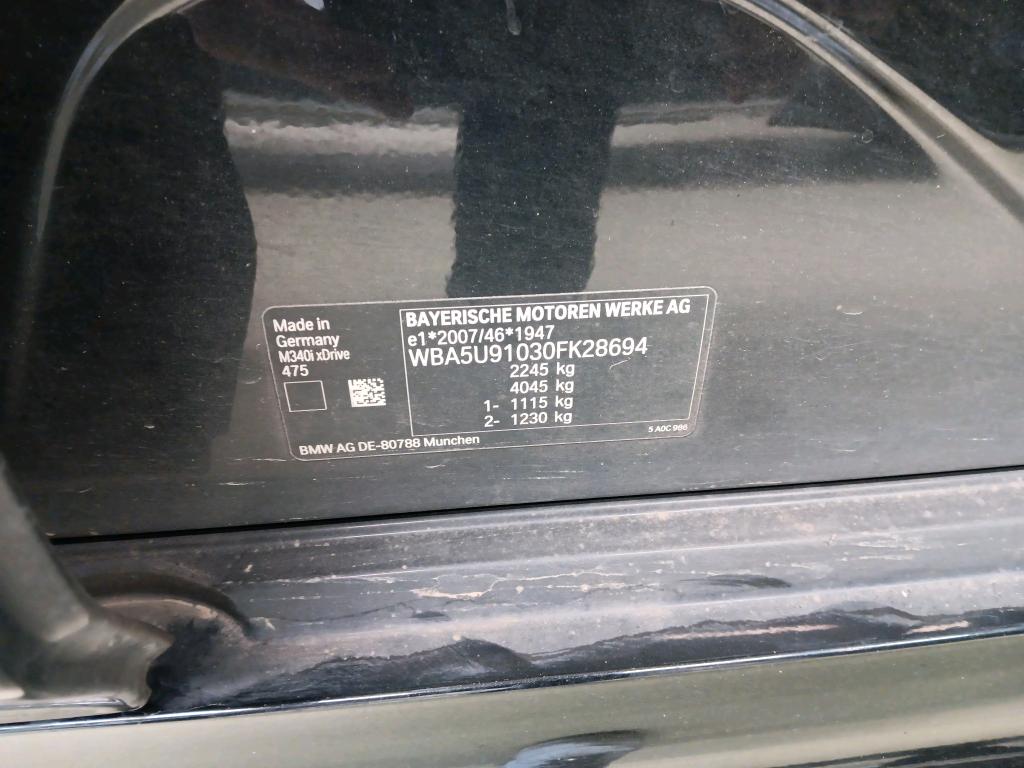 Made in
Germany
M340i xDrive
475
BAYERISCHE MOTOREN WERKE AG
e1*2007/46*1947
WBA5U91030FK28694
2245 kg
4045 kg
1- 1115 kg
2- 1230 kg
BMW AG DE-80788 Munchen
5 A0C 986